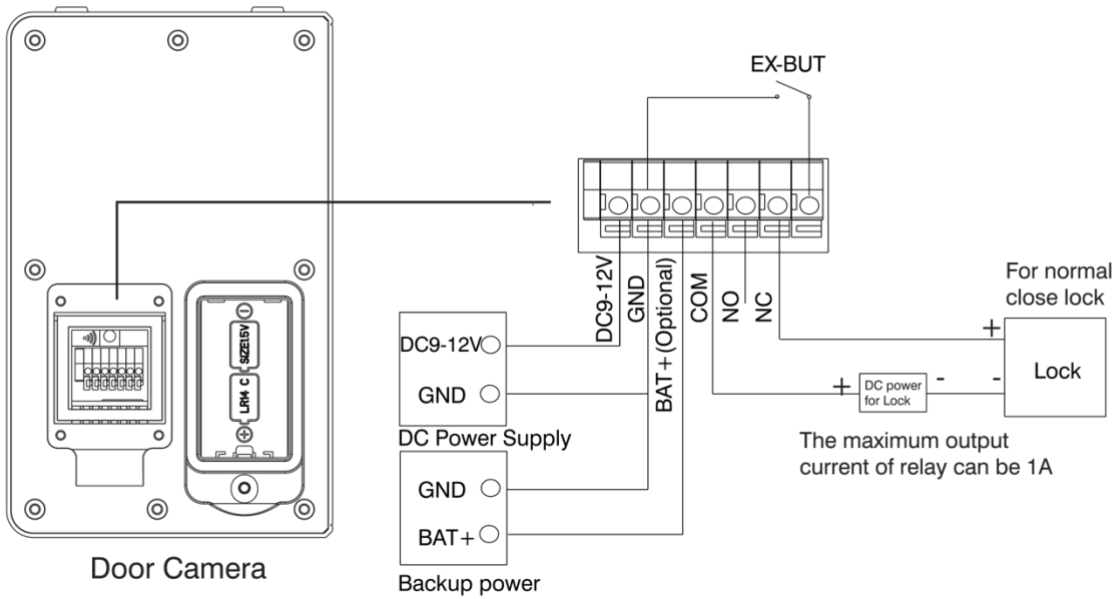 EX-BUT
DC9-12V
GND
BAT+(Optional)
COM
NO
NC
For normal
close lock
+
-
-
+
DC power
for Lock
Lock
The maximum output
current of relay can be 1A
DC9-12V
GND
DC Power Supply
GND
BAT+
Backup power
SIZE1.5V
LR14 C
Door Camera